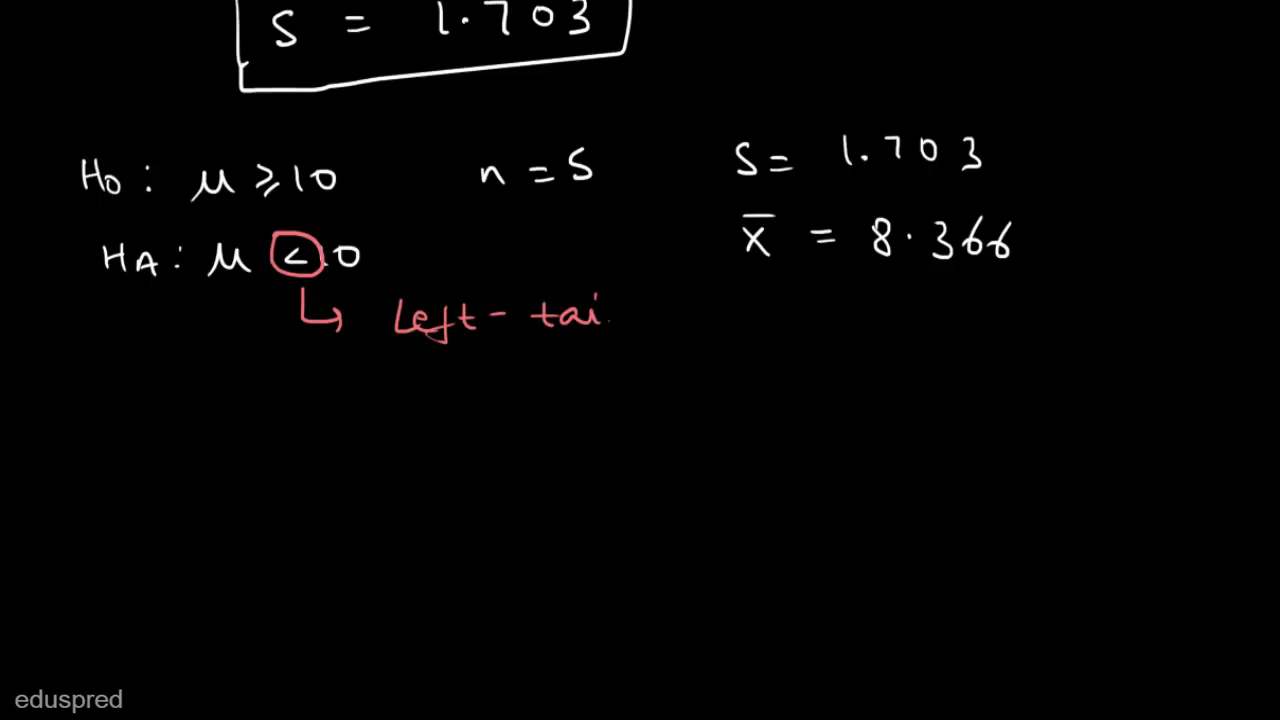 S = 1.703
H0 : μ ≥ 10 n = 5 S = 1.703
HA : μ < 10 x̅ = 8.366
Left - tai
eduspred